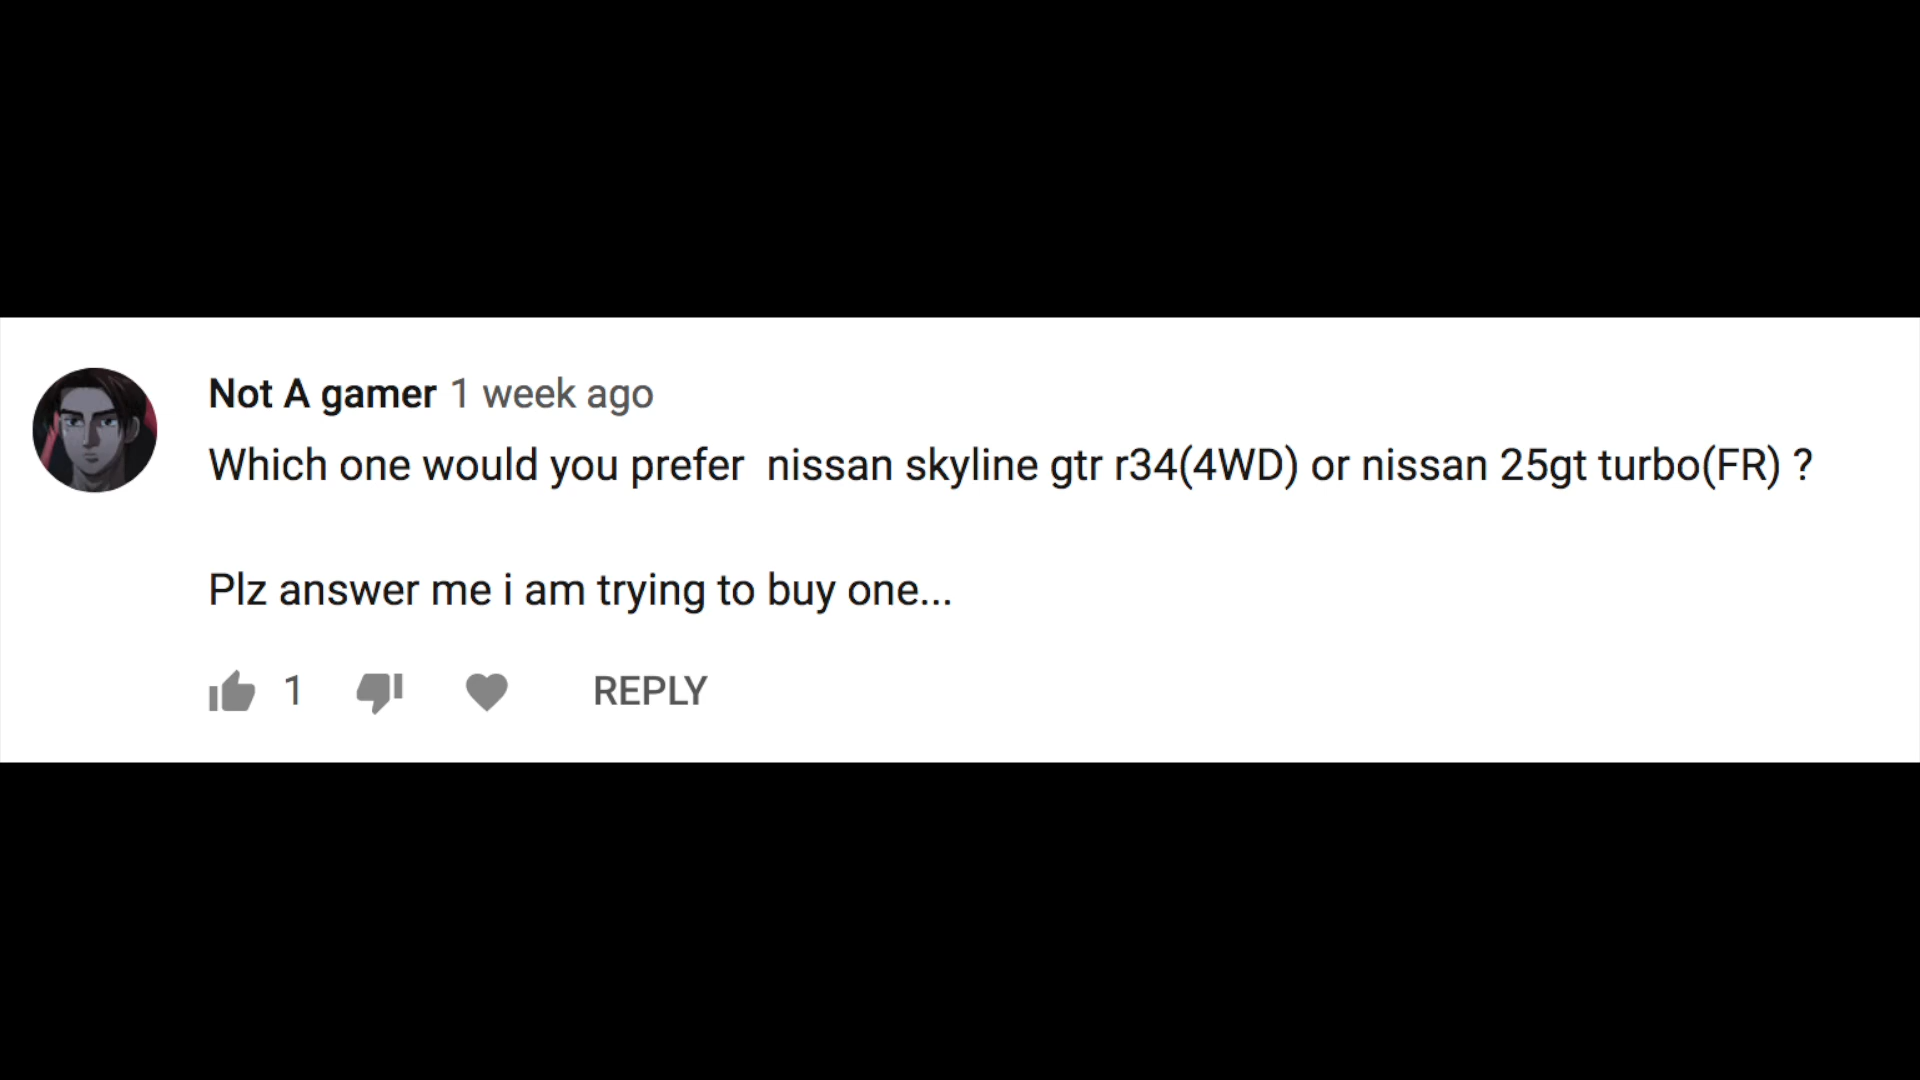 Not A gamer 1 week ago
Which one would you prefer  nissan skyline gtr r34(4WD) or nissan 25gt turbo(FR) ?
Plz answer me i am trying to buy one...
1 REPLY